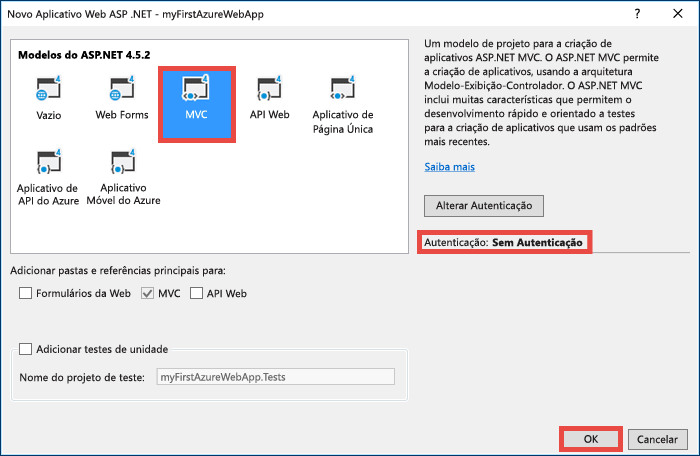 Novo Aplicativo Web ASP .NET - myFirstAzureWebApp
? ×
Modelos do ASP.NET 4.5.2
Vazio
Web Forms
MVC
API Web
Aplicativo de
Página Única
Aplicativo de
API do Azure
Aplicativo
Móvel do Azure
Um modelo de projeto para a criação de
aplicativos ASP.NET MVC. O ASP.NET MVC permite
a criação de aplicativos, usando a arquitetura
Modelo-Exibição-Controlador. O ASP.NET MVC
inclui muitas características que permitem o
desenvolvimento rápido e orientado a testes
para a criação de aplicativos que usam os padrões
mais recentes.
Saiba mais
Alterar Autenticação
Autenticação: Sem Autenticação
Adicionar pastas e referências principais para:
Formulários da Web
MVC
API Web
Adicionar testes de unidade
Nome do projeto de teste:
myFirstAzureWebApp.Tests
OK
Cancelar